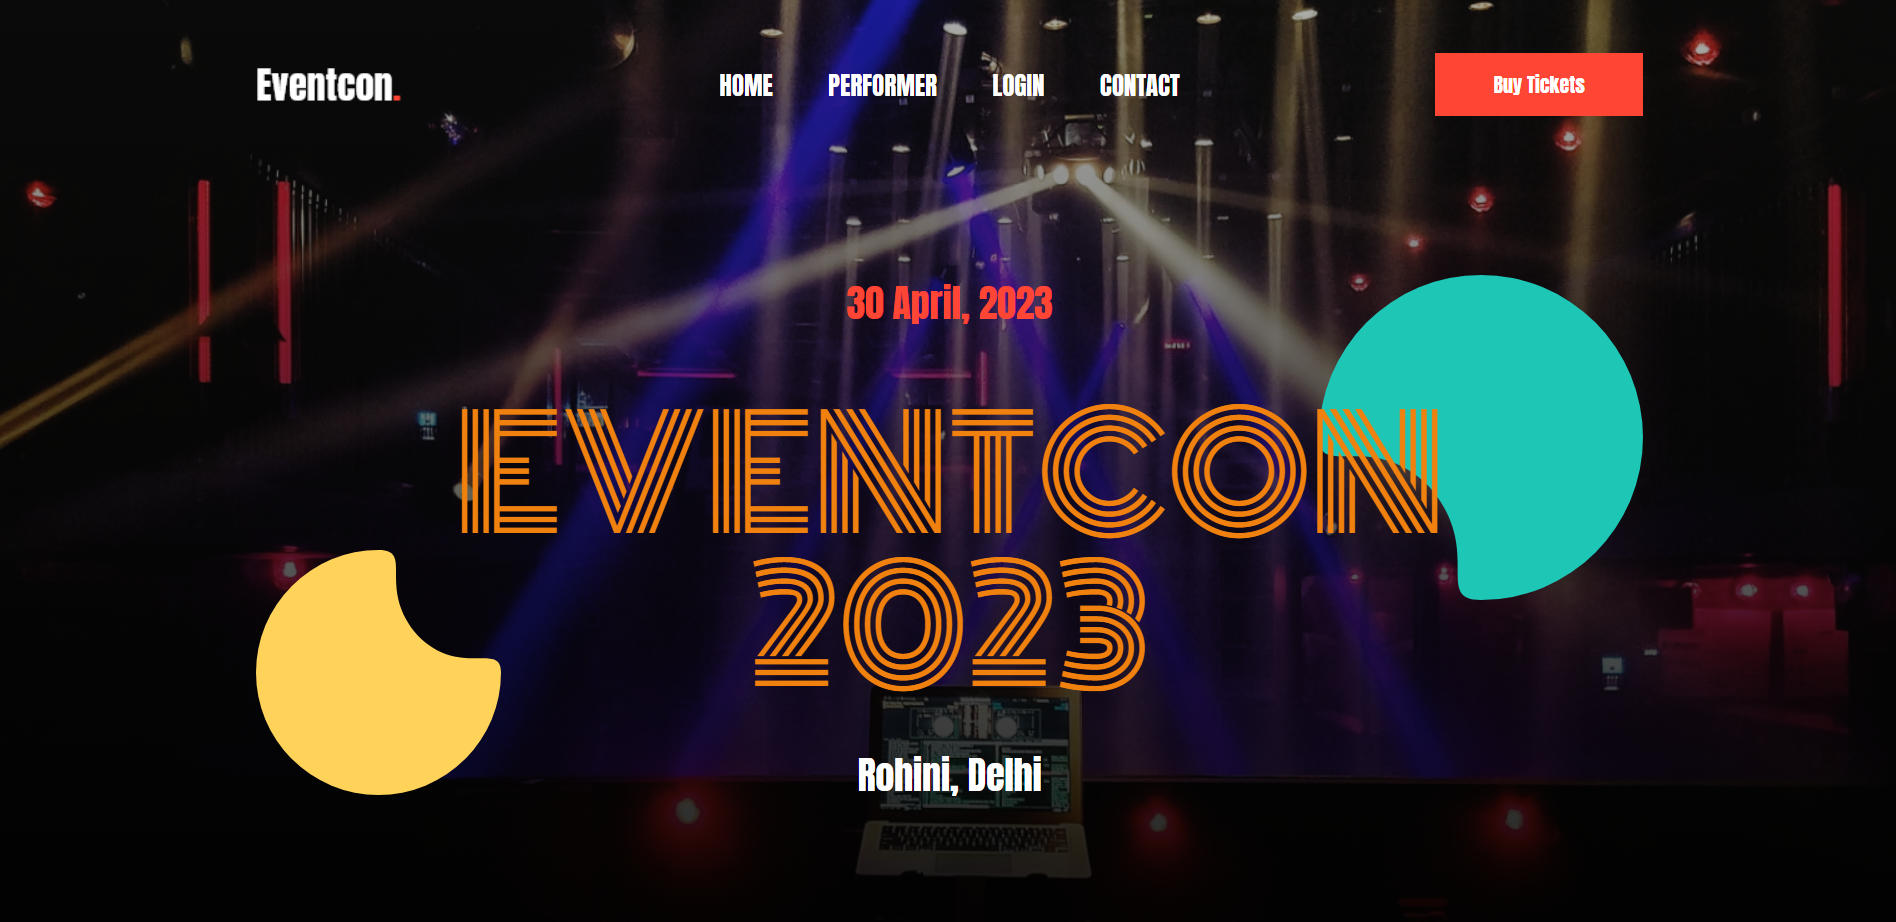 Eventcon.
HOME PERFORMER LOGIN CONTACT
Buy Tickets
30 April, 2023
EVENTCON
2023
Rohini, Delhi